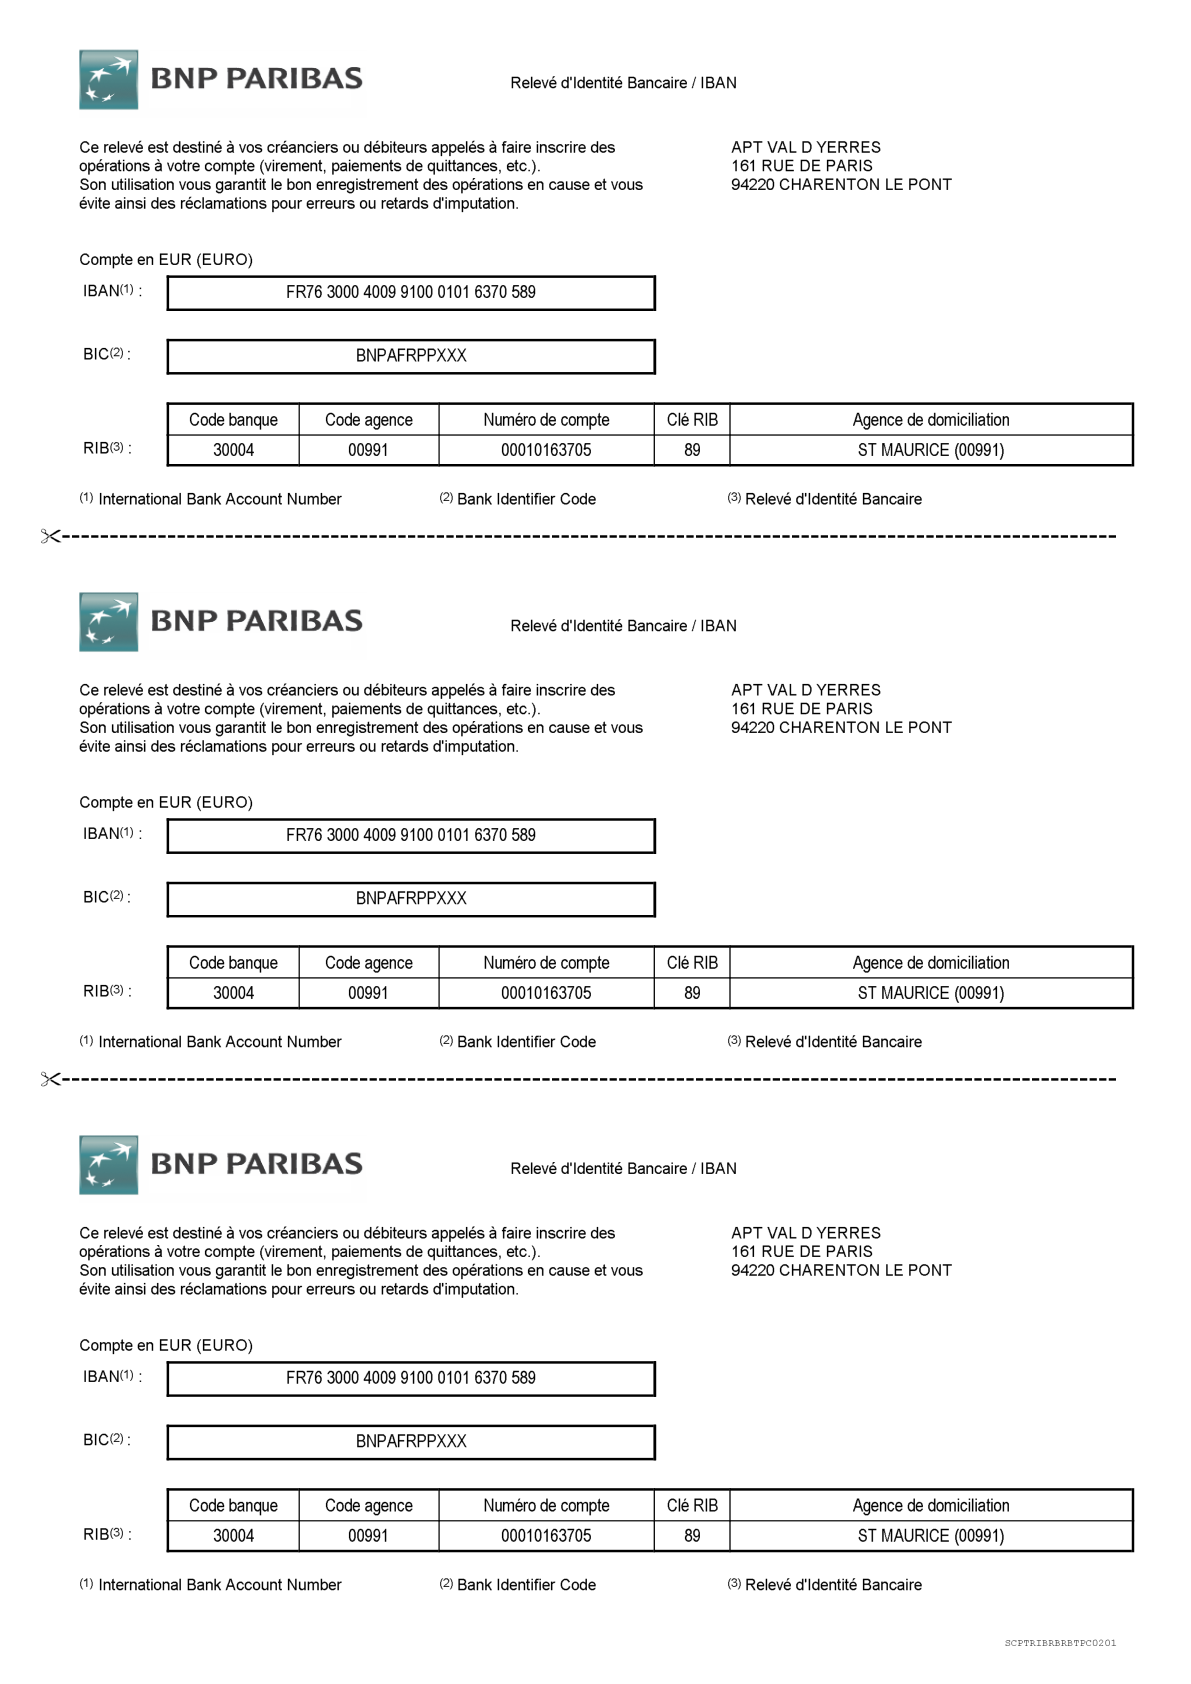 BNP PARIBAS
Relevé d'Identité Bancaire / IBAN
Ce relevé est destiné à vos créanciers ou débiteurs appelés à faire inscrire des
opérations à votre compte (virement, paiements de quittances, etc.).
Son utilisation vous garantit le bon enregistrement des opérations en cause et vous
évite ainsi des réclamations pour erreurs ou retards d'imputation.
APT VAL D YERRES
161 RUE DE PARIS
94220 CHARENTON LE PONT
Compte en EUR (EURO)
IBAN(1) : FR76 3000 4009 9100 0101 6370 589
BIC(2) : BNPAFRPPXXX
Code banque Code agence Numéro de compte Clé RIB Agence de domiciliation
RIB(3) : 30004 00991 00010163705 89 ST MAURICE (00991)
(1) International Bank Account Number (2) Bank Identifier Code (3) Relevé d'Identité Bancaire
BNP PARIBAS
Relevé d'Identité Bancaire / IBAN
Ce relevé est destiné à vos créanciers ou débiteurs appelés à faire inscrire des
opérations à votre compte (virement, paiements de quittances, etc.).
Son utilisation vous garantit le bon enregistrement des opérations en cause et vous
évite ainsi des réclamations pour erreurs ou retards d'imputation.
APT VAL D YERRES
161 RUE DE PARIS
94220 CHARENTON LE PONT
Compte en EUR (EURO)
IBAN(1) : FR76 3000 4009 9100 0101 6370 589
BIC(2) : BNPAFRPPXXX
Code banque Code agence Numéro de compte Clé RIB Agence de domiciliation
RIB(3) : 30004 00991 00010163705 89 ST MAURICE (00991)
(1) International Bank Account Number (2) Bank Identifier Code (3) Relevé d'Identité Bancaire
BNP PARIBAS
Relevé d'Identité Bancaire / IBAN
Ce relevé est destiné à vos créanciers ou débiteurs appelés à faire inscrire des
opérations à votre compte (virement, paiements de quittances, etc.).
Son utilisation vous garantit le bon enregistrement des opérations en cause et vous
évite ainsi des réclamations pour erreurs ou retards d'imputation.
APT VAL D YERRES
161 RUE DE PARIS
94220 CHARENTON LE PONT
Compte en EUR (EURO)
IBAN(1) : FR76 3000 4009 9100 0101 6370 589
BIC(2) : BNPAFRPPXXX
Code banque Code agence Numéro de compte Clé RIB Agence de domiciliation
RIB(3) : 30004 00991 00010163705 89 ST MAURICE (00991)
(1) International Bank Account Number (2) Bank Identifier Code (3) Relevé d'Identité Bancaire
SCPTRIBRBRBTPC0201